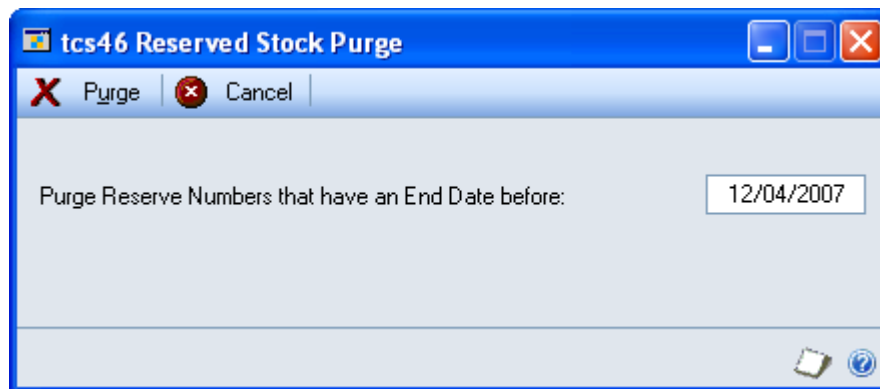 tcs46 Reserved Stock Purge
Purge Cancel
Purge Reserve Numbers that have an End Date before: 12/04/2007